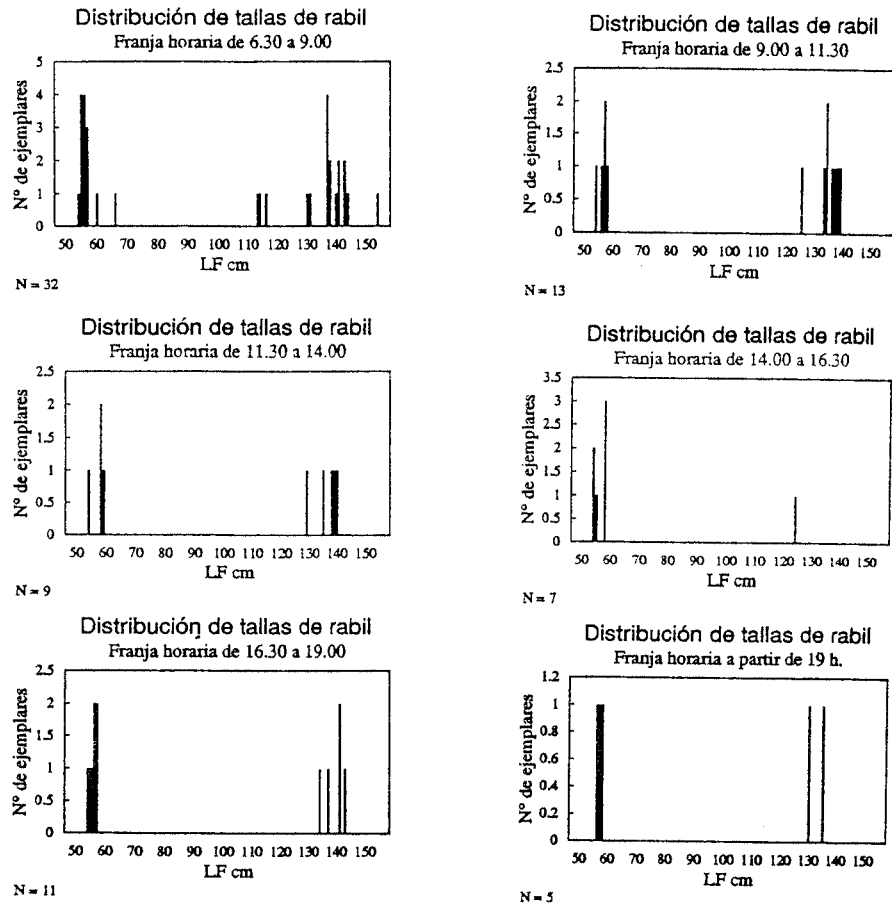 Distribución de tallas de rabil
Franja horaria de 6.30 a 9.00
Nº de ejemplares
5
4
3
2
1
0
50 60 70 80 90 100 110 120 130 140 150
LF cm
N = 32
Distribución de tallas de rabil
Franja horaria de 9.00 a 11.30
Nº de ejemplares
2.5
2
1.5
1
0.5
0
50 60 70 80 90 100 110 120 130 140 150
LF cm
N = 13
Distribución de tallas de rabil
Franja horaria de 11.30 a 14.00
Nº de ejemplares
2.5
2
1.5
1
0.5
0
50 60 70 80 90 100 110 120 130 140 150
LF cm
N = 9
Distribución de tallas de rabil
Franja horaria de 14.00 a 16.30
Nº de ejemplares
3.5
3
2.5
2
1.5
1
0.5
0
50 60 70 80 90 100 110 120 130 140 150
LF cm
N = 7
Distribución de tallas de rabil
Franja horaria de 16.30 a 19.00
Nº de ejemplares
2.5
2
1.5
1
0.5
0
50 60 70 80 90 100 110 120 130 140 150
LF cm
N = 11
Distribución de tallas de rabil
Franja horaria a partir de 19 h.
Nº de ejemplares
1.2
1
0.8
0.6
0.4
0.2
0
50 60 70 80 90 100 110 120 130 140 150
LF cm
N = 5